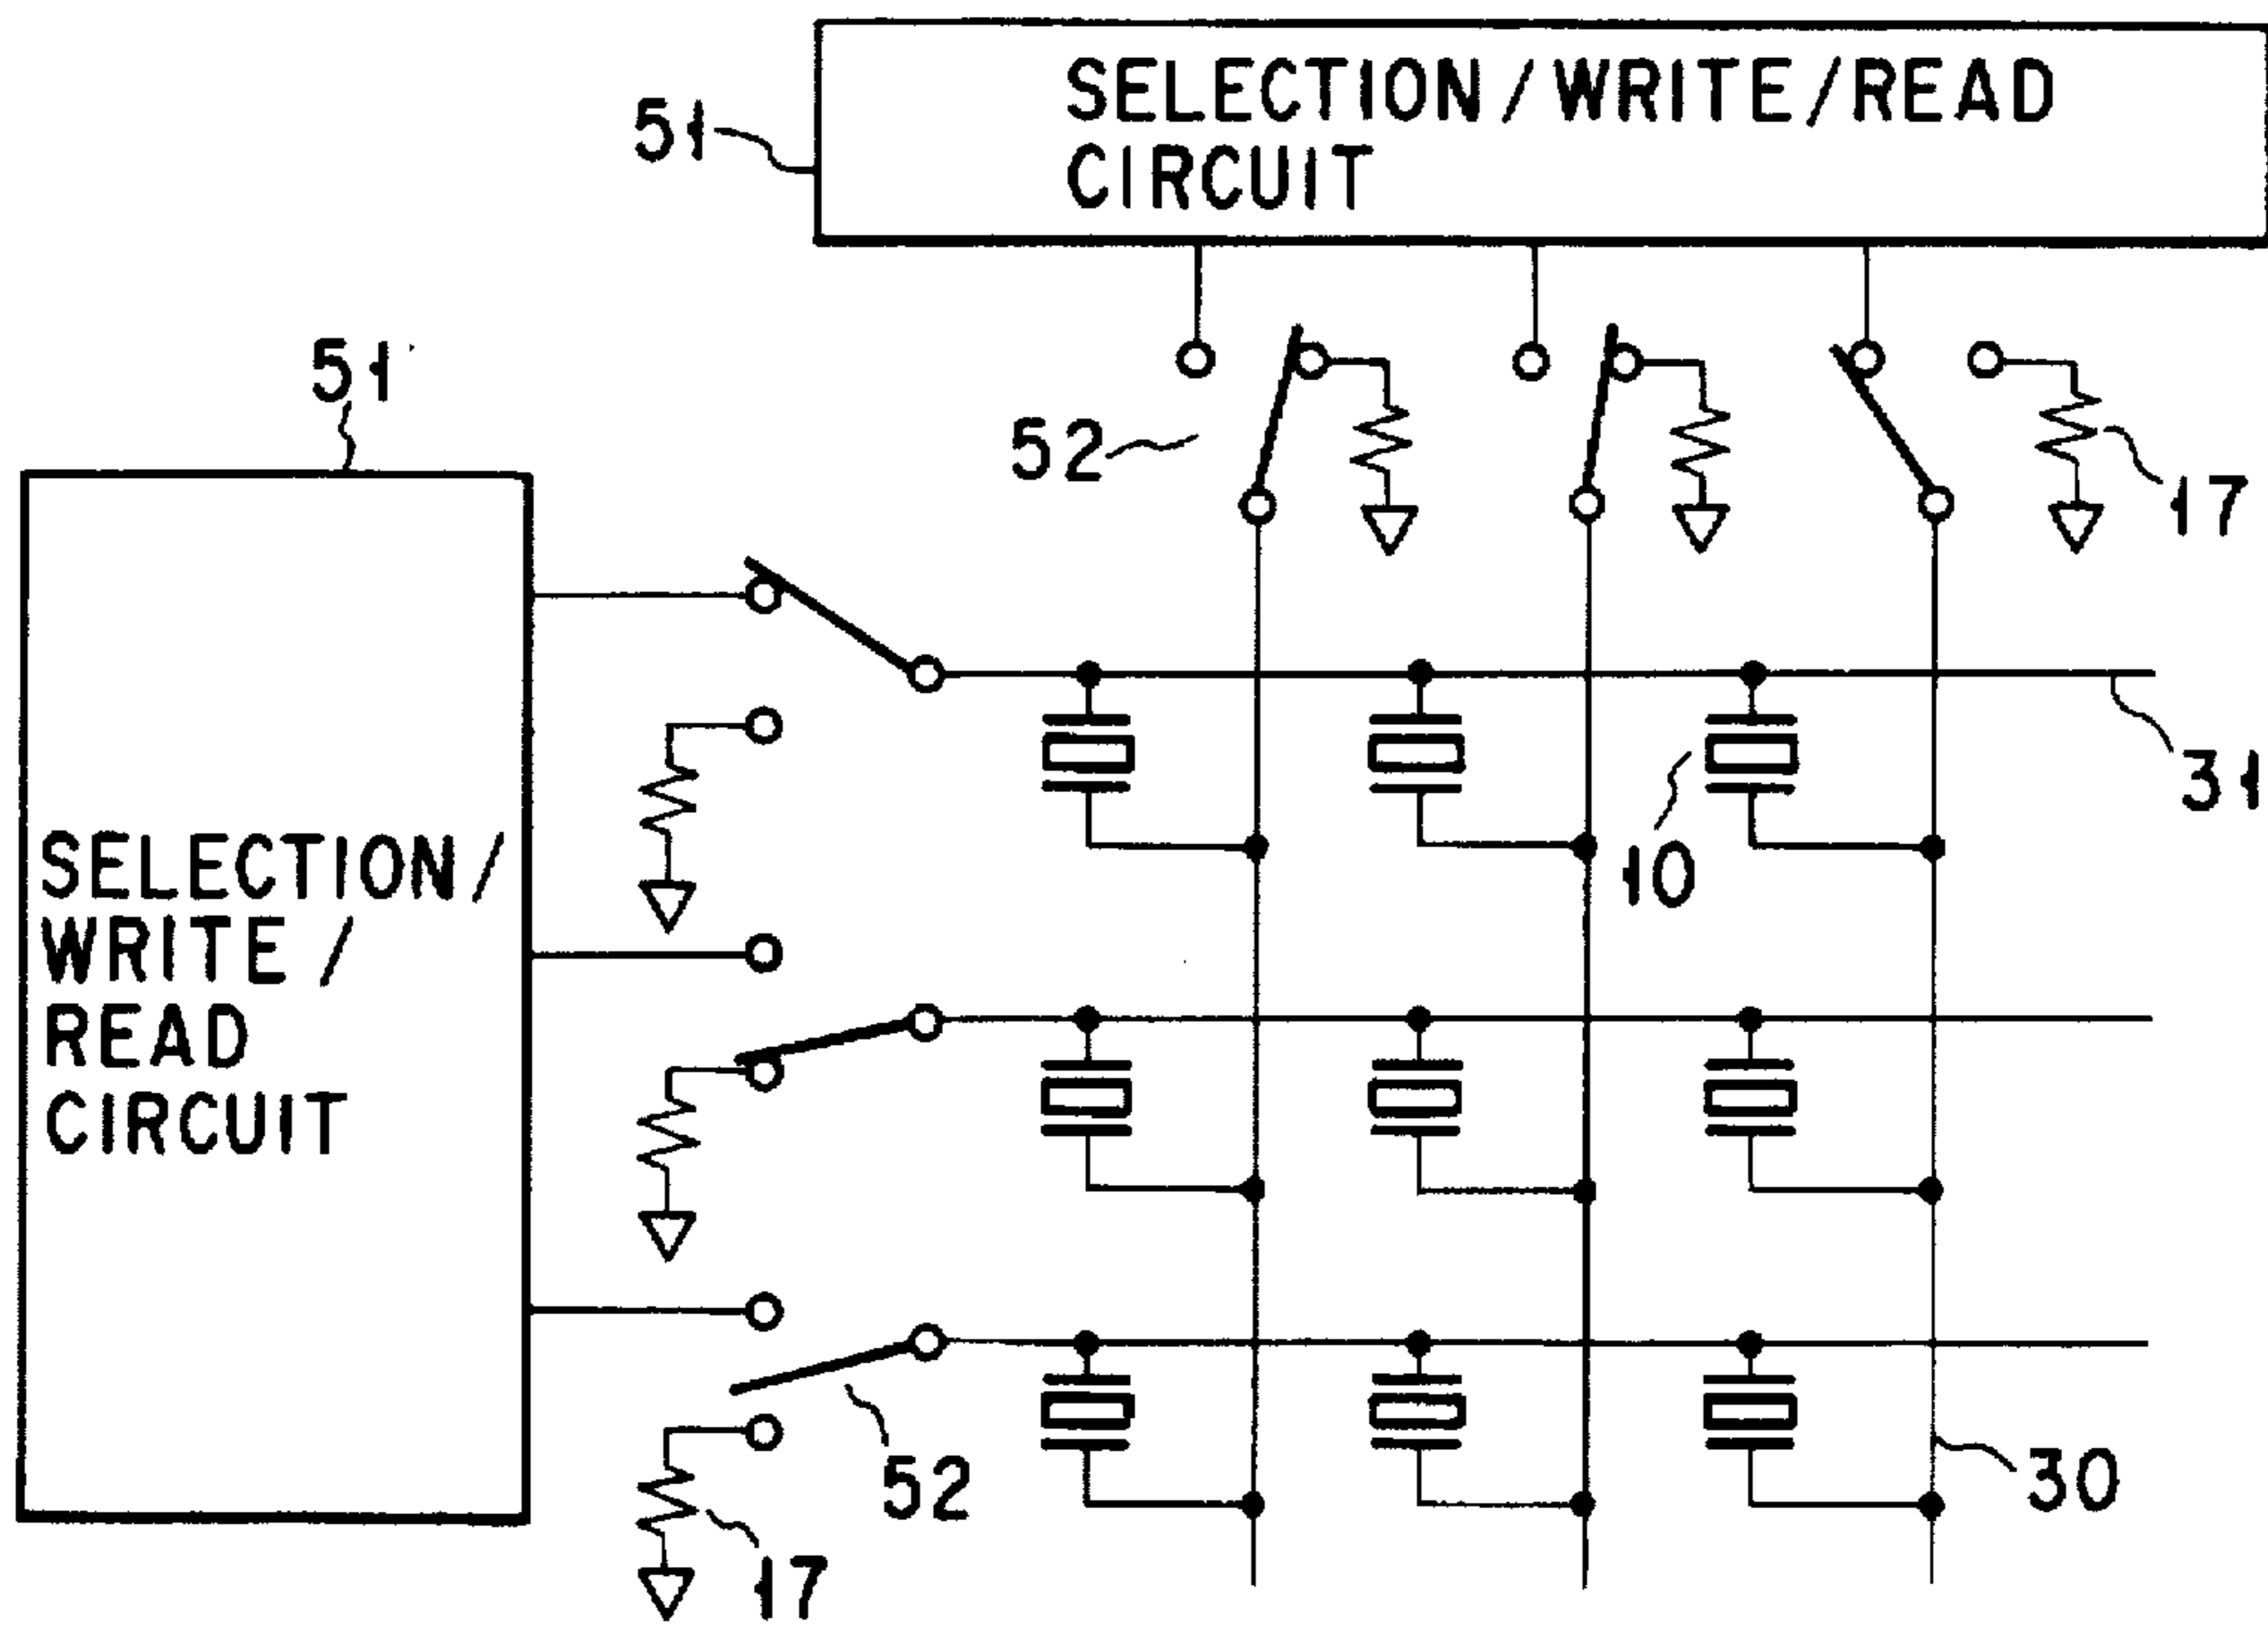 SELECTION/WRITE/READ
CIRCUIT
51
51
52
17
31
10
SELECTION/
WRITE/
READ
CIRCUIT
52
30
17